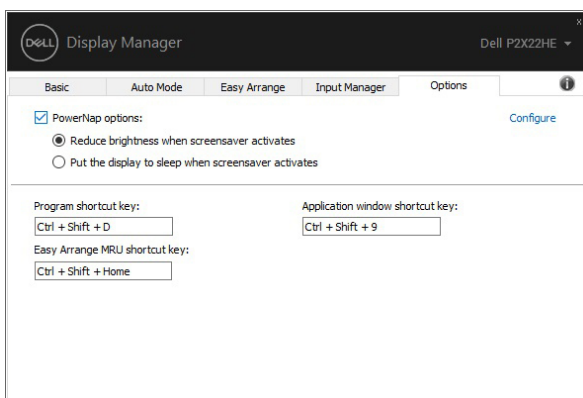 x
DELL Display Manager Dell P2X22HE
Basic Auto Mode Easy Arrange Input Manager Options i
PowerNap options: Configure
Reduce brightness when screensaver activates
Put the display to sleep when screensaver activates
Program shortcut key: Application window shortcut key:
Ctrl + Shift + D Ctrl + Shift + 9
Easy Arrange MRU shortcut key:
Ctrl + Shift + Home